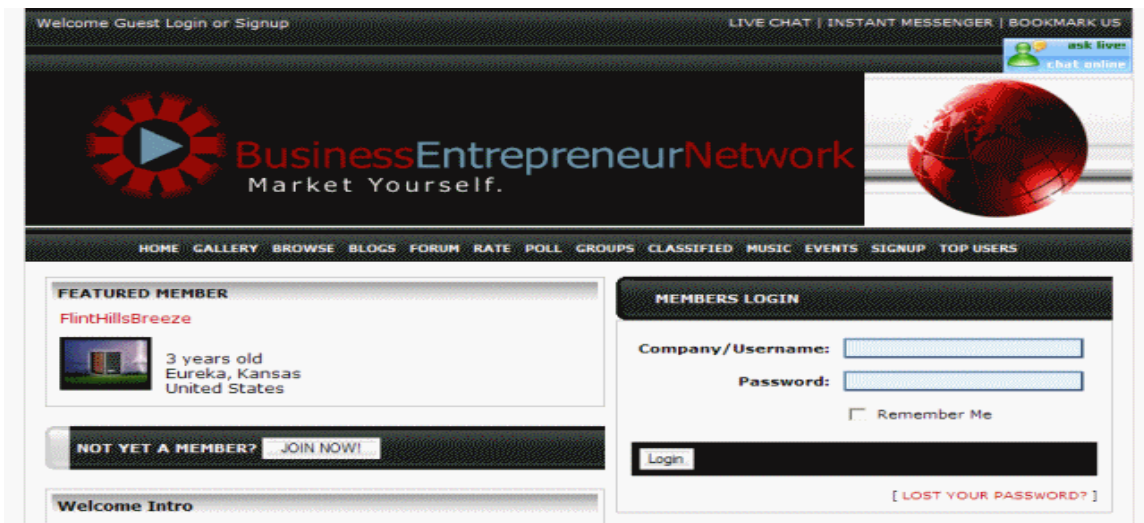 Welcome Guest Login or Signup
LIVE CHAT | INSTANT MESSENGER | BOOKMARK US
ask live:
chat online
BusinessEntrepreneurNetwork
Market Yourself.
HOME GALLERY BROWSE BLOGS FORUM RATE POLL GROUPS CLASSIFIED MUSIC EVENTS SIGNUP TOP USERS
FEATURED MEMBER
FlintHillsBreeze
3 years old
Eureka, Kansas
United States
NOT YET A MEMBER? JOIN NOW!
Welcome Intro
MEMBERS LOGIN
Company/Username:
Password:
Remember Me
Login
[ LOST YOUR PASSWORD? ]